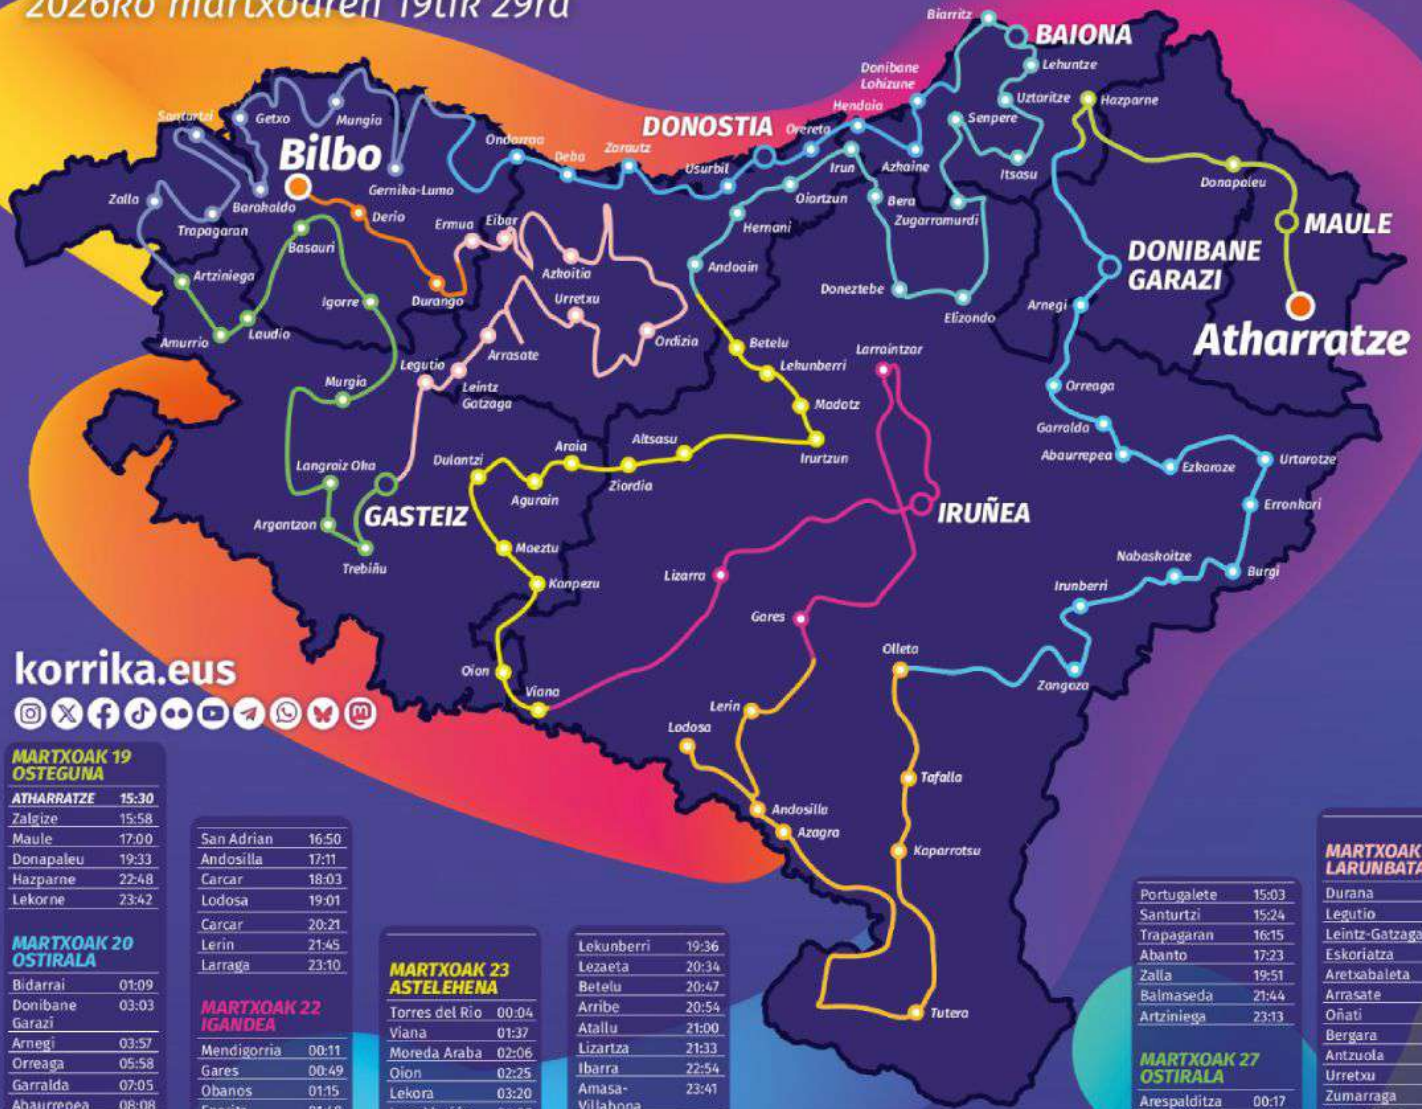 2026ko martxoaren 19tik 29ra
Biarritz
BAIONA
Lehuntze
Donibane
Lohizune
Hendaia
Uztaritze
Hazparne
Senpere
Santurtzi
Getxo
Mungia
DONOSTIA
Orereta
Ondarroa
Deba
Zarautz
Usurbil
Irun
Azkaine
Itsasu
Donapaleu
Bilbo
Gernika-Lumo
Zalla
Barakaldo
Derio
Trapagaran
Basauri
Ermua
Eibar
Oiartzun
Bera
Zugarramurdi
Hernani
MAULE
DONIBANE
GARAZI
Artziniega
Igorre
Durango
Azkoitia
Urretxu
Andoain
Doneztebe
Elizondo
Arnegi
Atharratze
Amurrio
Laudio
Arrasate
Ordizia
Betelu
Lekunberri
Larraintzar
Legutio
Leintz
Gatzaga
Murgia
Madotz
Orreaga
Garralda
Langraiz Oka
Dulantzi
Araia
Altsasu
Irurtzun
Abaurrepea
Ezkaroze
Urtarotze
Agurain
Ziordia
GASTEIZ
IRUÑEA
Erronkari
Argantzon
Trebiñu
Maeztu
Kanpezu
Lizarra
Nabaskoitze
Irunberri
Burgi
Gares
Olleta
Oion
Viana
Zangoza
Lerin
Lodosa
Tafalla
Andosilla
Azagra
Kaparrotsu
Tutera
korrika.eus
MARTXOAK 19
OSTEGUNA
ATHARRATZE 15:30
Zalgize 15:58
Maule 17:00
Donapaleu 19:33
Hazparne 22:48
Lekorne 23:42
MARTXOAK 20
OSTIRALA
Bidarrai 01:09
Donibane 03:03
Garazi
Arnegi 03:57
Orreaga 05:58
Garralda 07:05
Abaurrepea 08:08
San Adrian 16:50
Andosilla 17:11
Carcar 18:03
Lodosa 19:01
Carcar 20:21
Lerin 21:45
Larraga 23:10
MARTXOAK 22
IGANDEA
Mendigorria 00:11
Gares 00:49
Obanos 01:15
MARTXOAK 23
ASTELEHENA
Torres del Rio 00:04
Viana 01:37
Moreda Araba 02:06
Oion 02:25
Lekora 03:20
Lekunberri 19:36
Lezaeta 20:34
Betelu 20:47
Arribe 20:54
Atallu 21:00
Lizartza 21:33
Ibarra 22:54
Amasa- 23:41
Villabona
Portugalete 15:03
Santurtzi 15:24
Trapagaran 16:15
Abanto 17:23
Zalla 19:51
Balmaseda 21:44
Artziniega 23:13
MARTXOAK 27
OSTIRALA
Arespalditza 00:17
MARTXOAK
LARUNBATA
Durana
Legutio
Leintz-Gatzaga
Eskoriatza
Aretxabaleta
Arrasate
Oñati
Bergara
Antzuola
Urretxu
Zumarraga